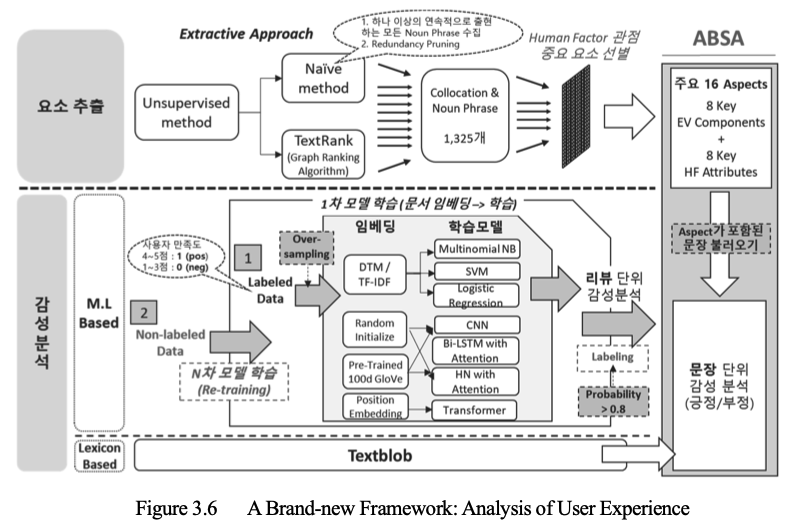 Extractive Approach
1. 하나 이상의 연속적으로 출현
하는 모든 Noun Phrase 수집
2. Redundancy Pruning
Human Factor 관점
중요 요소 선별
ABSA
요소 추출
Unsupervised
method
Naïve
method
TextRank
(Graph Ranking
Algorithm)
Collocation &
Noun Phrase
1,325개
주요 16 Aspects
8 Key
EV Components
+
8 Key
HF Attributes
감성분석
M.L
Based
1차 모델 학습 (문서 임베딩–> 학습)
사용자 만족도
4~5점 : 1 (pos)
1~3점 : 0 (neg)
1
Labeled
Data
Over-
sampling
2
Non-labeled
Data
N차 모델 학습
(Re-training)
임베딩
학습모델
DTM /
TF-IDF
Multinomial NB
SVM
Logistic
Regression
Random
Initialize
Pre-Trained
100d GloVe
Position
Embedding
CNN
Bi-LSTM with
Attention
HN with
Attention
Transformer
리뷰 단위
감성분석
Labeling
Probability
> 0.8
Aspect가 포함된
문장 불러오기
문장 단위
감성 분석
(긍정/부정)
Lexicon
Based
Textblob
Figure 3.6 A Brand-new Framework: Analysis of User Experience